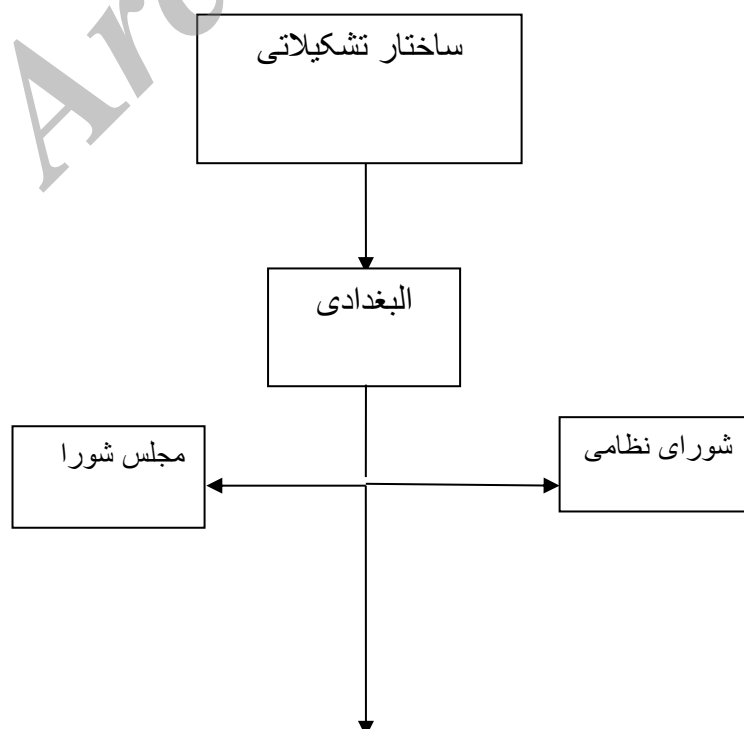 ساختار تشکیلاتی
البغدادی
شورای نظامی
مجلس شورا